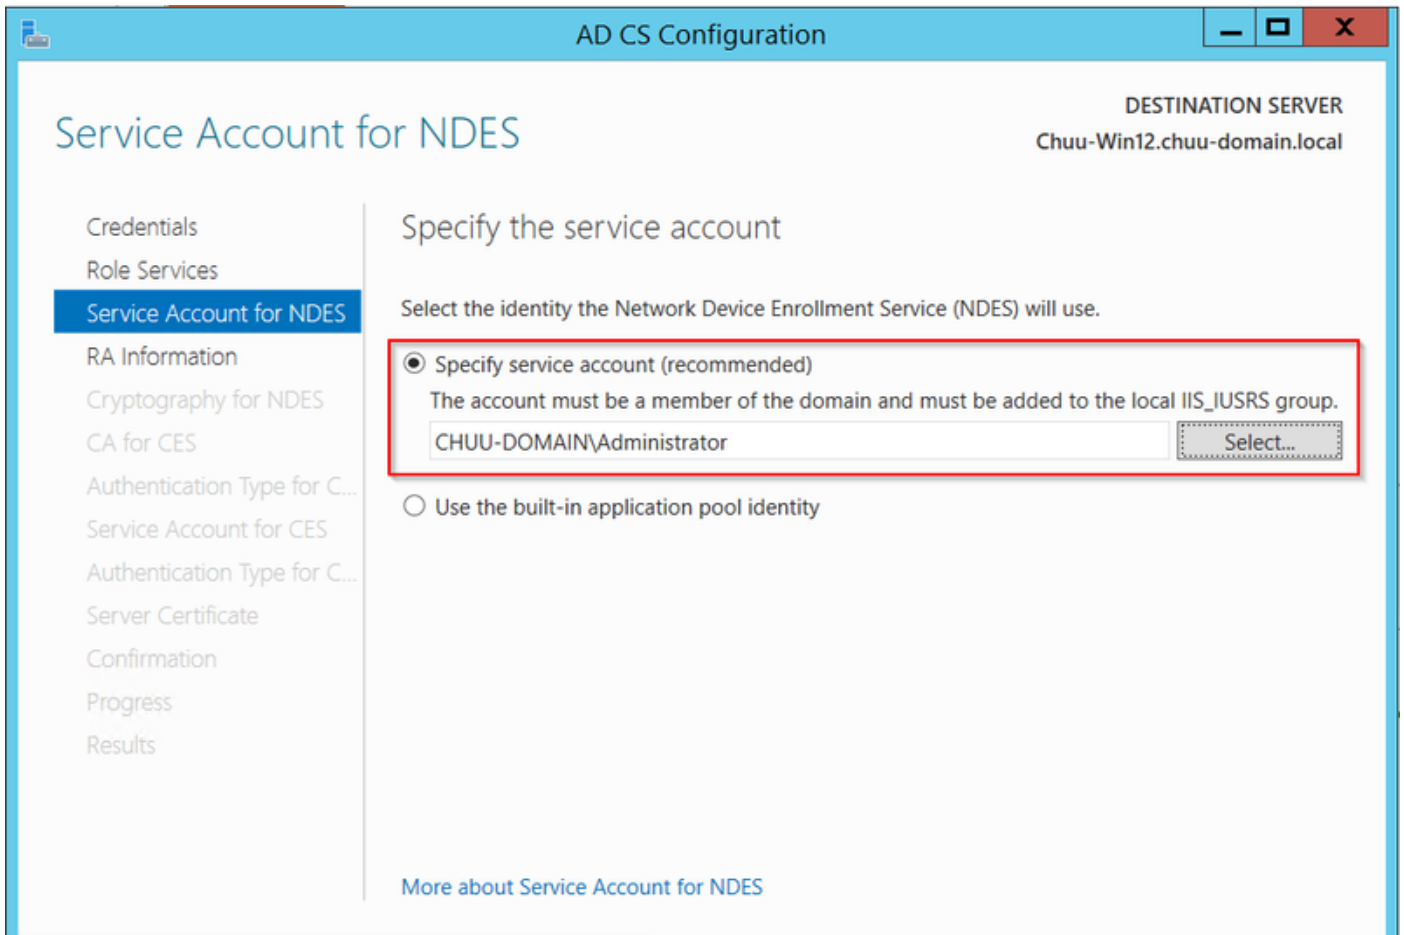 AD CS Configuration
X
Service Account for NDES
DESTINATION SERVER
Chuu-Win12.chuu-domain.local
Credentials
Role Services
Service Account for NDES
RA Information
Cryptography for NDES
CA for CES
Authentication Type for C...
Service Account for CES
Authentication Type for C...
Server Certificate
Confirmation
Progress
Results
Specify the service account
Select the identity the Network Device Enrollment Service (NDES) will use.
Specify service account (recommended)
The account must be a member of the domain and must be added to the local IIS_IUSRS group.
CHUU-DOMAIN\Administrator
Select...
Use the built-in application pool identity
More about Service Account for NDES